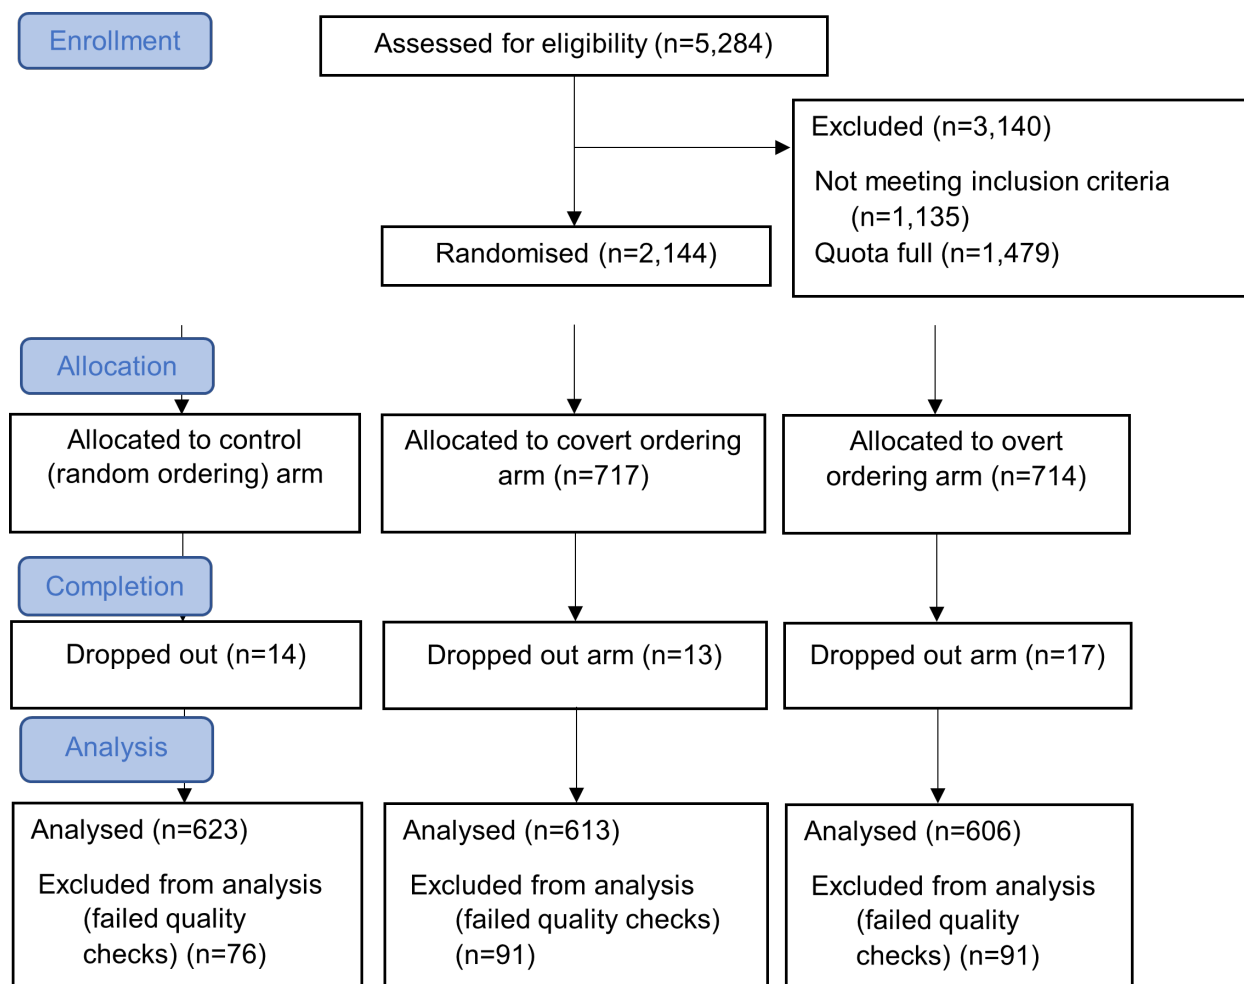 Enrollment
Assessed for eligibility (n=5,284)
Excluded (n=3,140)
Not meeting inclusion criteria
(n=1,135)
Quota full (n=1,479)
Randomised (n=2,144)
Allocation
Allocated to control
(random ordering) arm
Allocated to covert ordering
arm (n=717)
Allocated to overt
ordering arm (n=714)
Completion
Dropped out (n=14)
Dropped out arm (n=13)
Dropped out arm (n=17)
Analysis
Analysed (n=623)
Excluded from analysis
(failed quality
checks) (n=76)
Analysed (n=613)
Excluded from analysis
(failed quality checks)
(n=91)
Analysed (n=606)
Excluded from analysis
(failed quality
checks) (n=91)